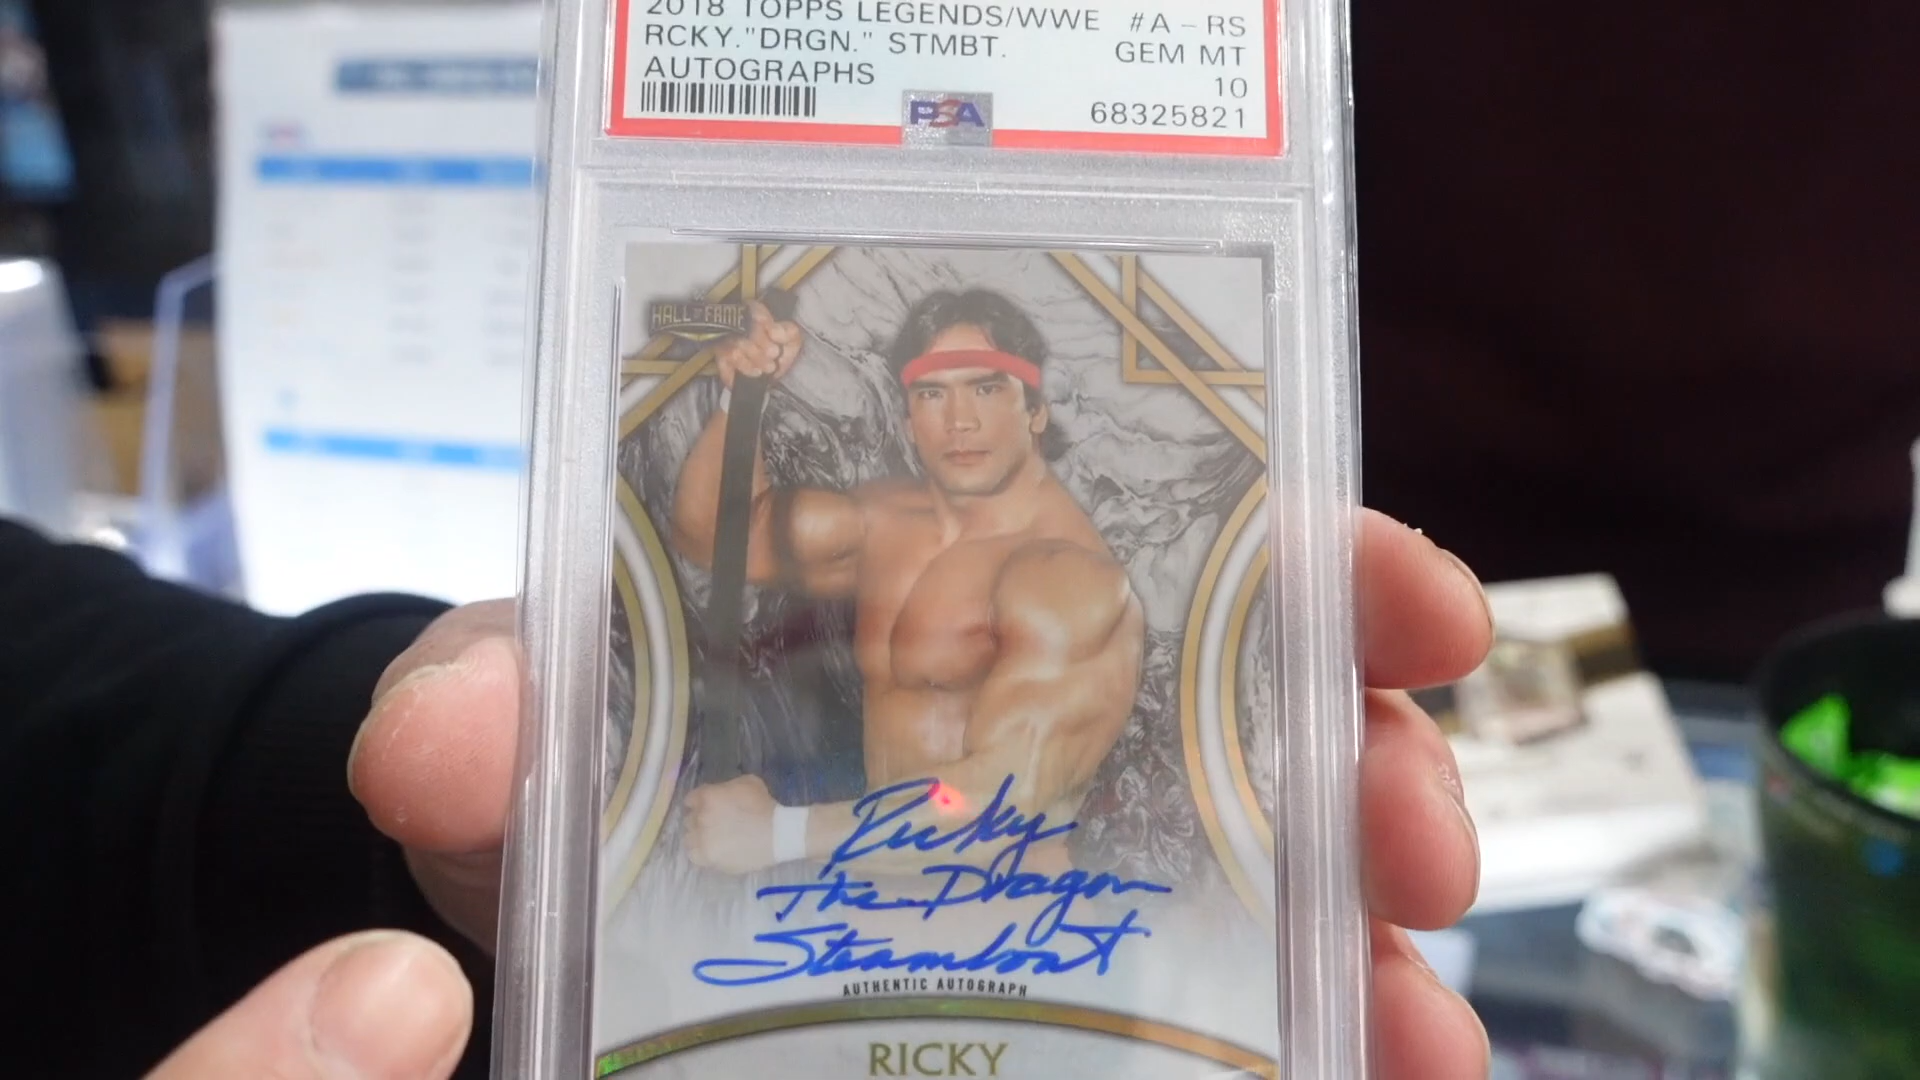 2018 TOPPS LEGENDS/WWE #A-RS
RCKY."DRGN." STMBT. GEM MT
AUTOGRAPHS 10
PSA 68325821
HALL OF FAME
Ricky
The Dragon
Steamboat
AUTHENTIC AUTOGRAPH
RICKY